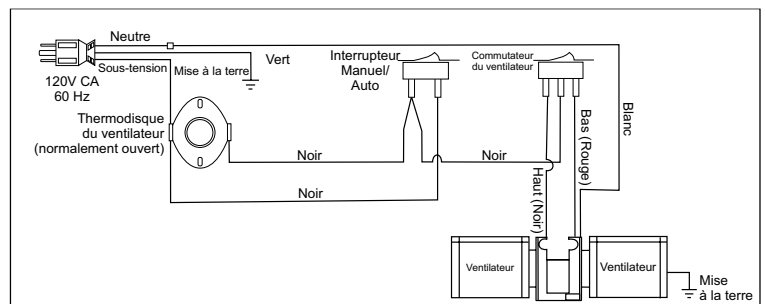 Neutre
Vert
Sous-tension
Mise à la terre
120V CA
60 Hz
Interrupteur
Manuel/
Auto
Commutateur
du ventilateur
Thermodisque
du ventilateur
(normalement ouvert)
Noir
Noir
Noir
Haut (Noir)
Bas (Rouge)
Blanc
Ventilateur
Ventilateur
Mise
à la terre